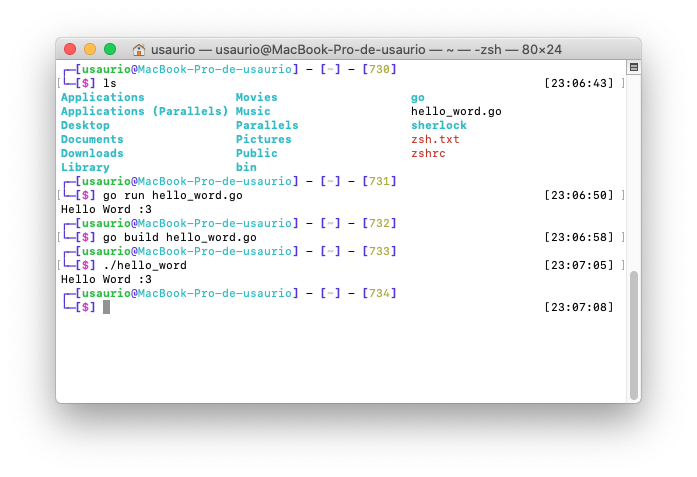 usaurio — usaurio@MacBook-Pro-de-usaurio — ~ — -zsh — 80×24
┌─[usaurio@MacBook-Pro-de-usaurio] - [~] - [730]
[└─[$] ls [23:06:43] ]
Applications Movies go
Applications (Parallels) Music hello_word.go
Desktop Parallels sherlock
Documents Pictures zsh.txt
Downloads Public zshrc
Library bin
┌─[usaurio@MacBook-Pro-de-usaurio] - [~] - [731]
[└─[$] go run hello_word.go [23:06:50] ]
Hello Word :3
┌─[usaurio@MacBook-Pro-de-usaurio] - [~] - [732]
[└─[$] go build hello_word.go [23:06:58] ]
┌─[usaurio@MacBook-Pro-de-usaurio] - [~] - [733]
[└─[$] ./hello_word [23:07:05] ]
Hello Word :3
┌─[usaurio@MacBook-Pro-de-usaurio] - [~] - [734]
└─[$] [23:07:08]